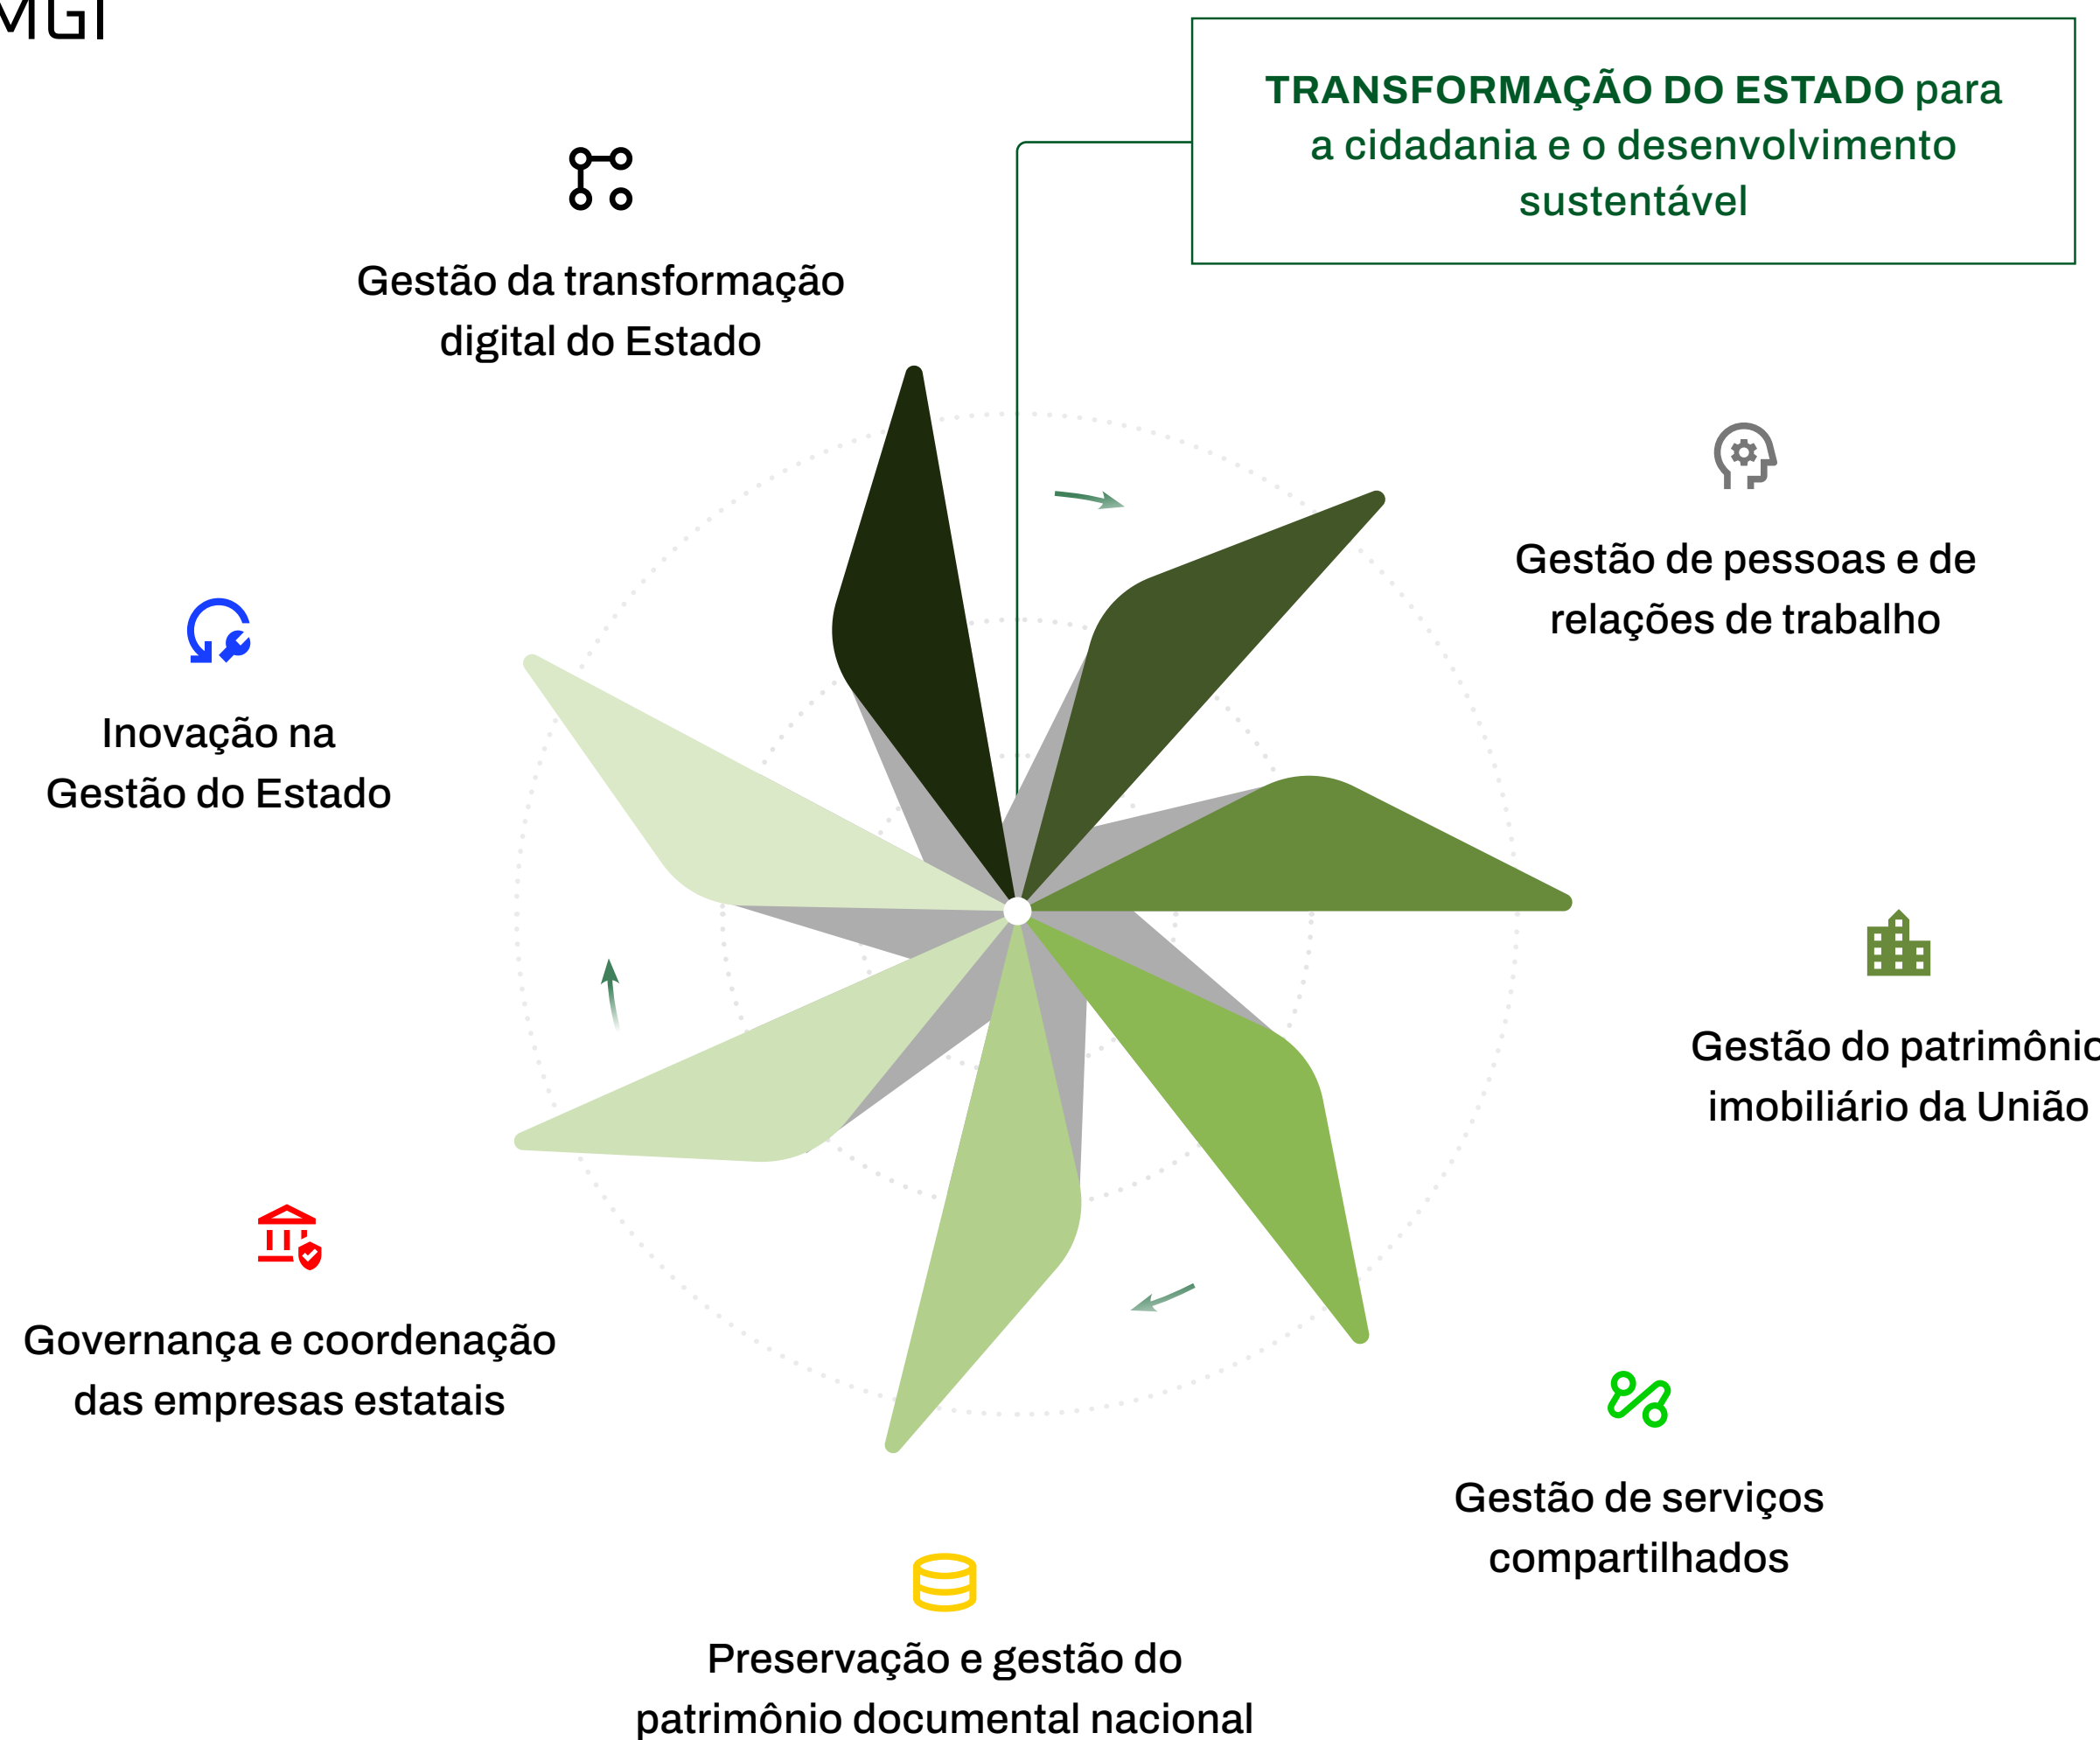 MGI
TRANSFORMAÇÃO DO ESTADO para
a cidadania e o desenvolvimento
sustentável
Gestão da transformação
digital do Estado
Gestão de pessoas e de
relações de trabalho
Inovação na
Gestão do Estado
Gestão do patrimônio
imobiliário da União
Governança e coordenação
das empresas estatais
Gestão de serviços
compartilhados
Preservação e gestão do
patrimônio documental nacional